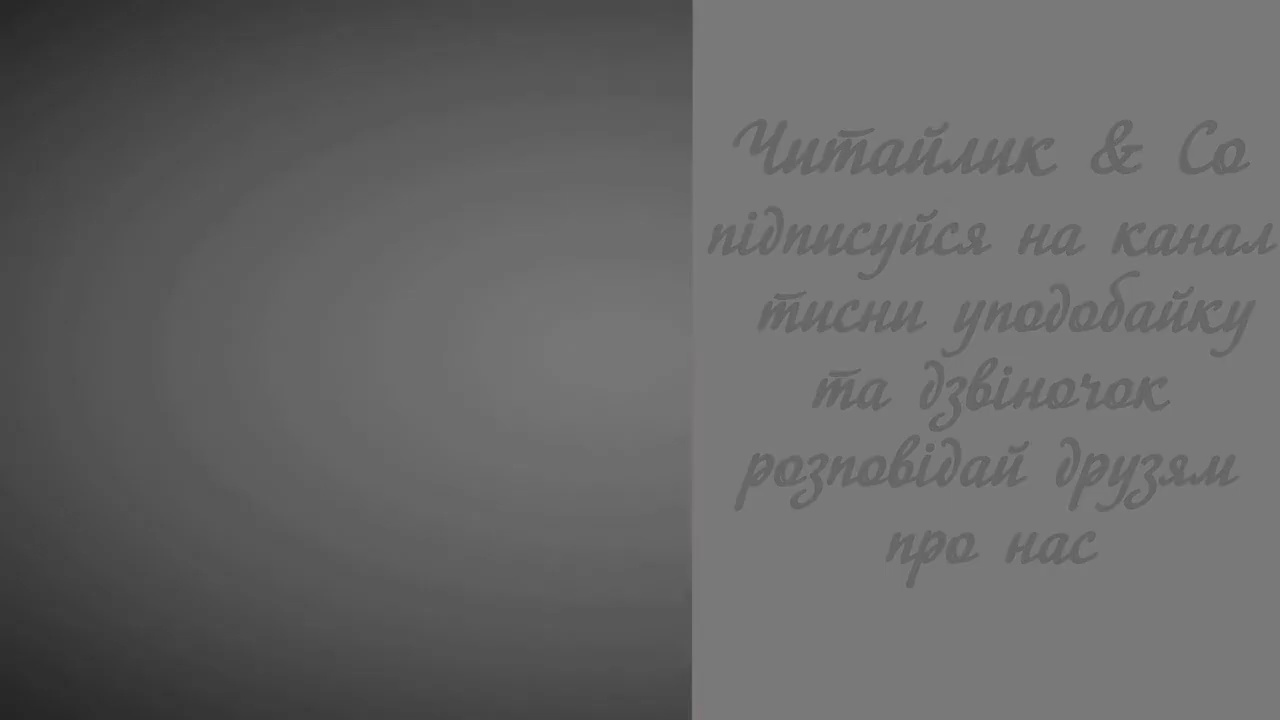 Читайлик & Co
підписуйся на канал
тисни уподобайку
та дзвіночок
розповідай друзям
про нас